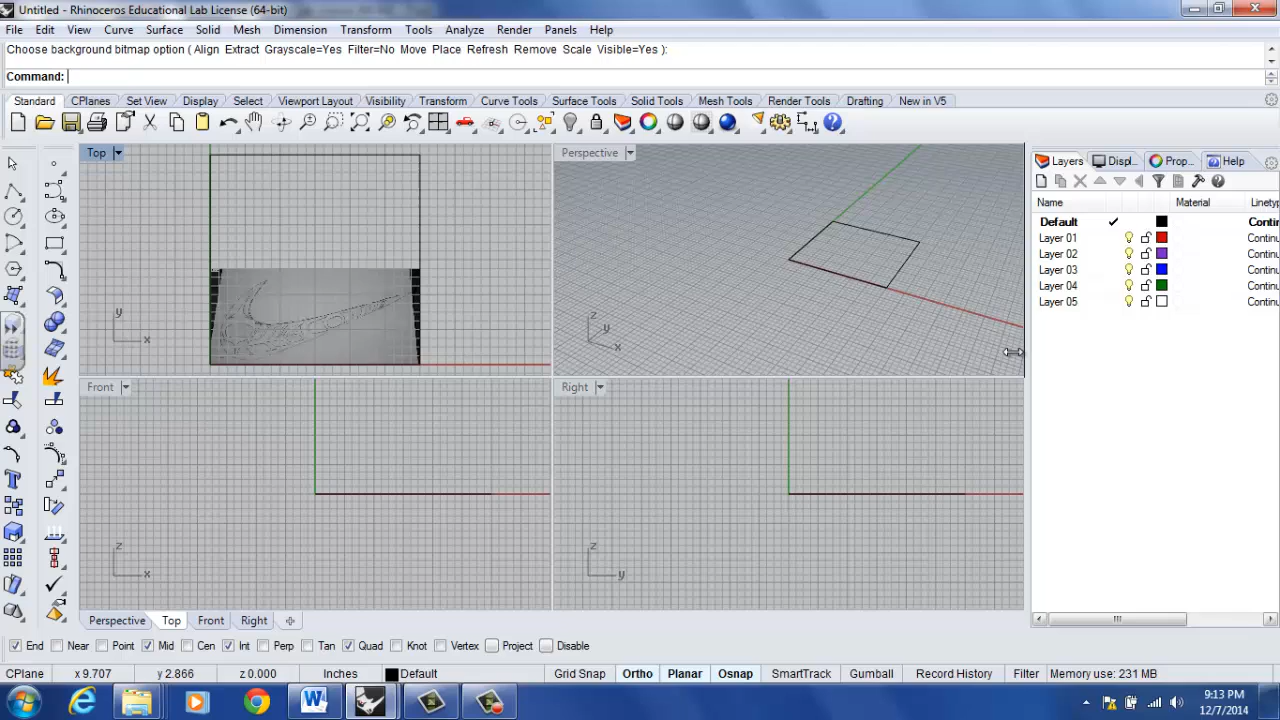 Untitled - Rhinoceros Educational Lab License (64-bit)
File Edit View Curve Surface Solid Mesh Dimension Transform Tools Analyze Render Panels Help
Choose background bitmap option ( Align Extract Grayscale=Yes Filter=No Move Place Refresh Remove Scale Visible=Yes ):
Command:
Standard CPlanes Set View Display Select Viewport Layout Visibility Transform Curve Tools Surface Tools Solid Tools Mesh Tools Render Tools Drafting New in V5
Top
Perspective
Layers Displ... Prop... Help
Name Material Linety
Default Contin
Layer 01 Continu
Layer 02 Continu
Layer 03 Continu
Layer 04 Continu
Layer 05 Continu
y
x
z
y
x
Front
Right
z
x
z
y
Perspective Top Front Right
End Near Point Mid Cen Int Perp Tan Quad Knot Vertex Project Disable
CPlane x 9.707 y 2.866 z 0.000 Inches Default Grid Snap Ortho Planar Osnap SmartTrack Gumball Record History Filter Memory use: 231 MB
9:13 PM
12/7/2014